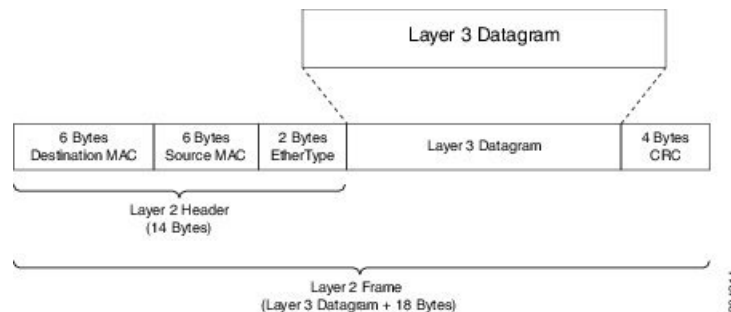 Layer 3 Datagram
6 Bytes
Destination MAC
6 Bytes
Source MAC
2 Bytes
EtherType
Layer 3 Datagram
4 Bytes
CRC
Layer 2 Header
(14 Bytes)
Layer 2 Frame
(Layer 3 Datagram + 18 Bytes)